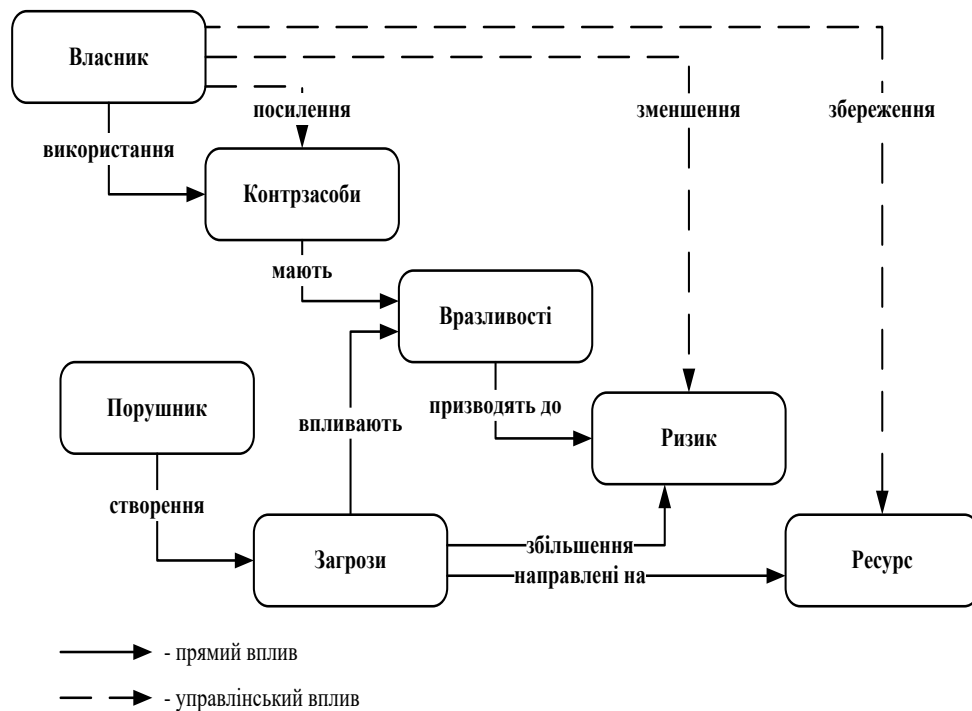 Власник
посилення
зменшення
збереження
використання
Контрзасоби
мають
Вразливості
Порушник
впливають
призводять до
Ризик
створення
Загрози
збільшення
направлені на
Ресурс
- прямий вплив
- управлінський вплив